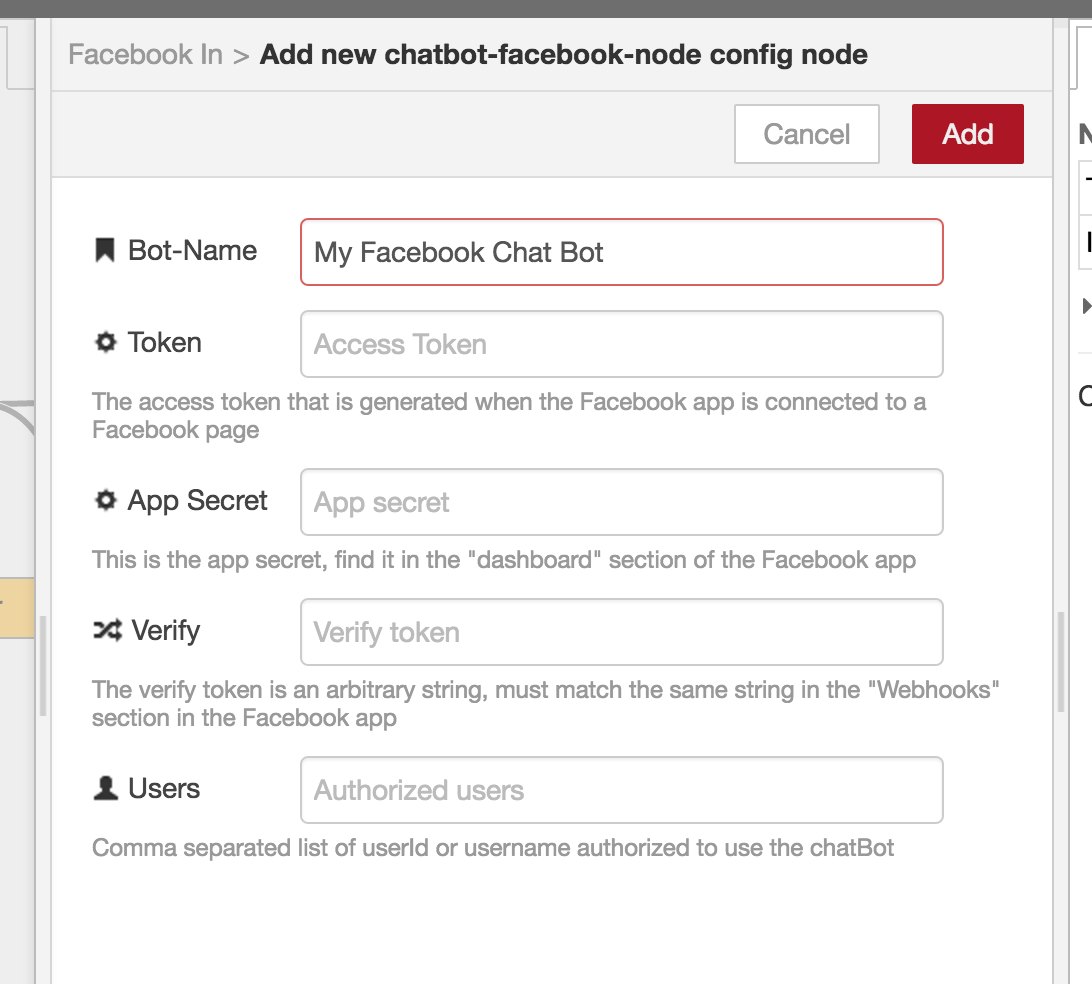 Facebook In > Add new chatbot-facebook-node config node
Cancel
Add
Bot-Name
My Facebook Chat Bot
Token
Access Token
The access token that is generated when the Facebook app is connected to a
Facebook page
App Secret
App secret
This is the app secret, find it in the "dashboard" section of the Facebook app
Verify
Verify token
The verify token is an arbitrary string, must match the same string in the "Webhooks"
section in the Facebook app
Users
Authorized users
Comma separated list of userId or username authorized to use the chatBot